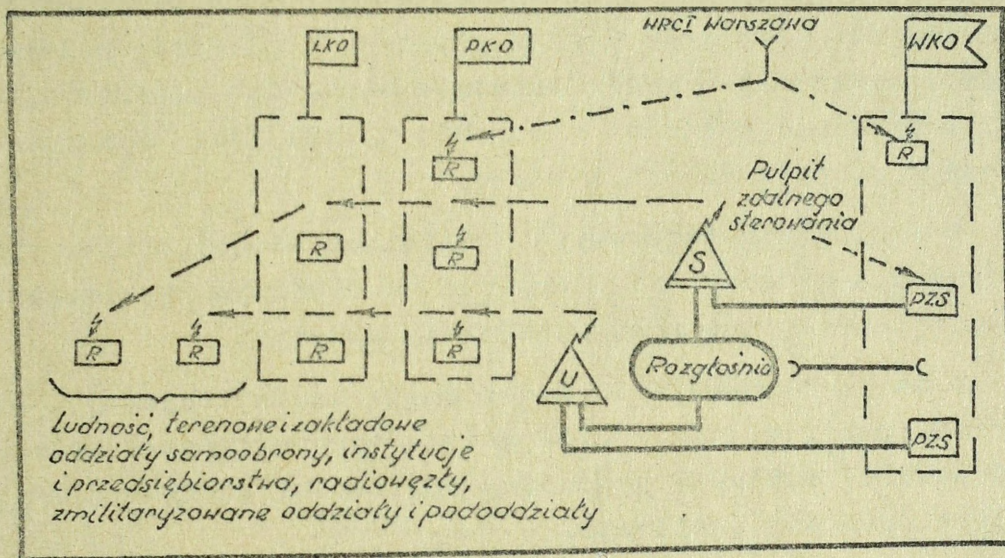 LKO
PKO
WRCI Warszawa
WKO
R
R
Pulpit
zdalnego
sterowania
R
R
S
PZS
R
R
R
R
U
Rozgłośnia
PZS
Ludność, terenowe i zakładowe
oddziały samoobrony, instytucje
i przedsiębiorstwa, radiowęzły,
zmilitaryzowane oddziały i pododdziały